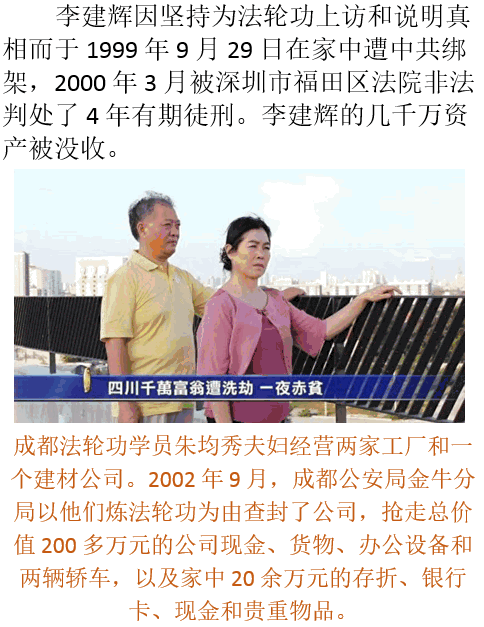 李建辉因坚持为法轮功上访和说明真
相而于 1999 年 9 月 29 日在家中遭中共绑
架，2000 年 3 月被深圳市福田区法院非法
判处了 4 年有期徒刑。李建辉的几千万资
产被没收。
四川千萬富翁遭洗劫 一夜赤貧
成都法轮功学员朱均秀夫妇经营两家工厂和一
个建材公司。2002 年 9 月，成都公安局金牛分
局以他们炼法轮功为由查封了公司，抢走总价
值 200 多万元的公司现金、货物、办公设备和
两辆轿车，以及家中 20 余万元的存折、银行
卡、现金和贵重物品。